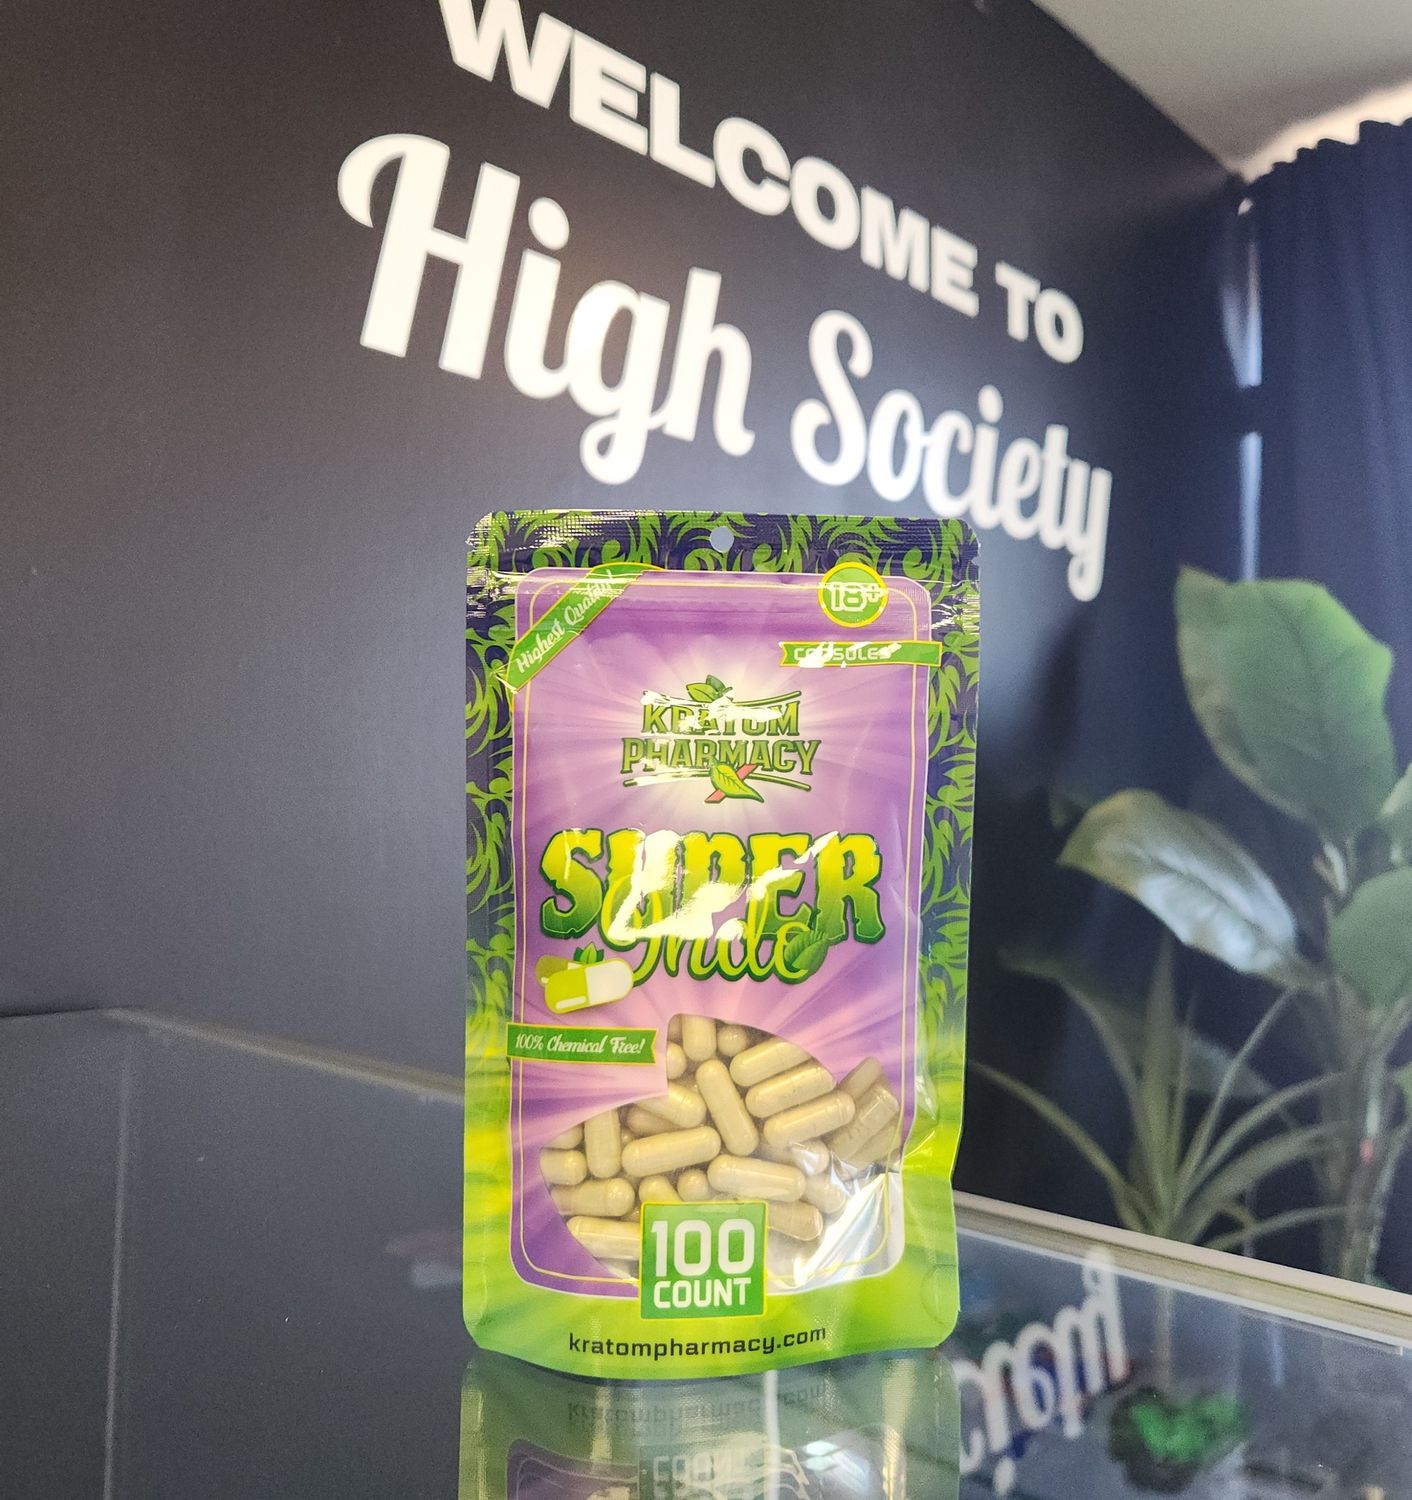 WELCOME TO
High Society
Highest Quality
18+
CAPSULES
KRATOM
PHARMACY
SUPER
Indo
100% Chemical Free!
100
COUNT
kratompharmacy.com